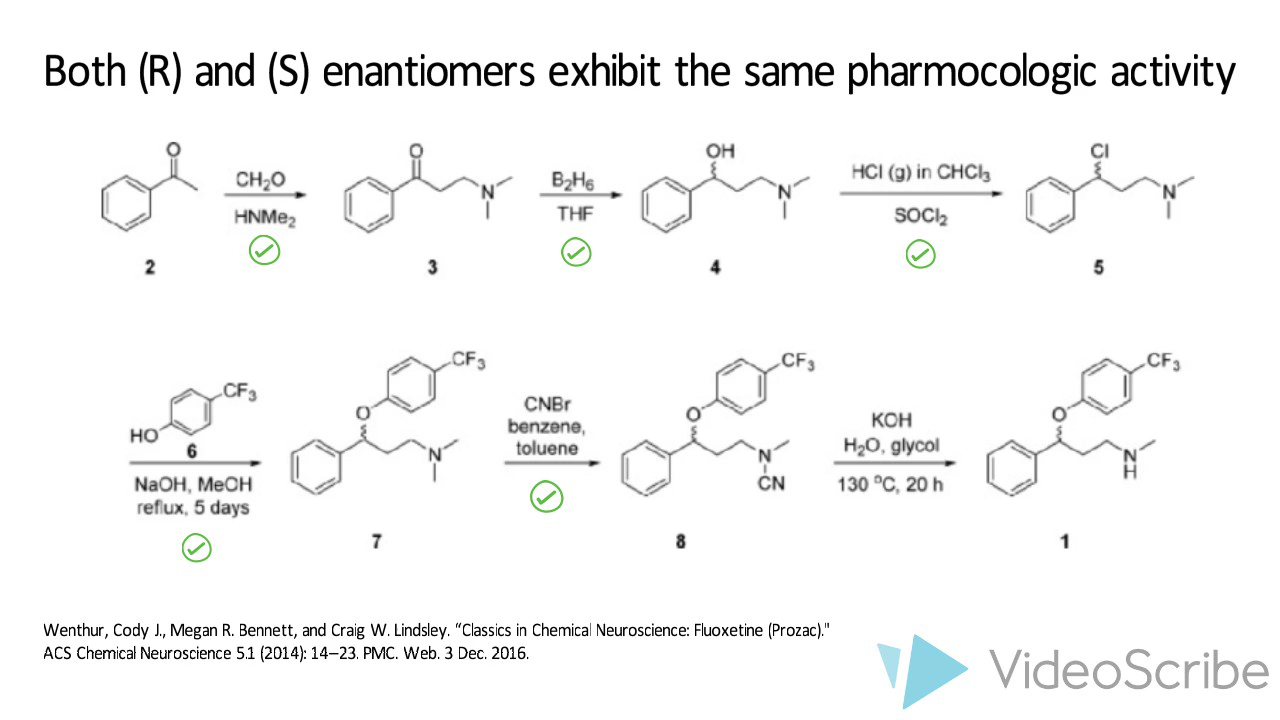 Both (R) and (S) enantiomers exhibit the same pharmocologic activity
O
CH₂O
HNMe₂
2
O
N
3
B₂H₆
THF
OH
N
4
HCl (g) in CHCl₃
SOCl₂
Cl
N
5
HO
CF₃
6
NaOH, MeCH
reflux, 5 days
O
CF₃
N
7
CNBr
benzene,
toluene
O
CF₃
N
CN
8
KOH
H₂O, glycol
130 °C, 20 h
O
CF₃
N
H
1
Wenthur, Cody J., Megan R. Bennett, and Craig W. Lindsley. “Classics in Chemical Neuroscience: Fluoxetine (Prozac)."
ACS Chemical Neuroscience 5.1 (2014): 14–23. PMC. Web. 3 Dec. 2016.
VideoScribe